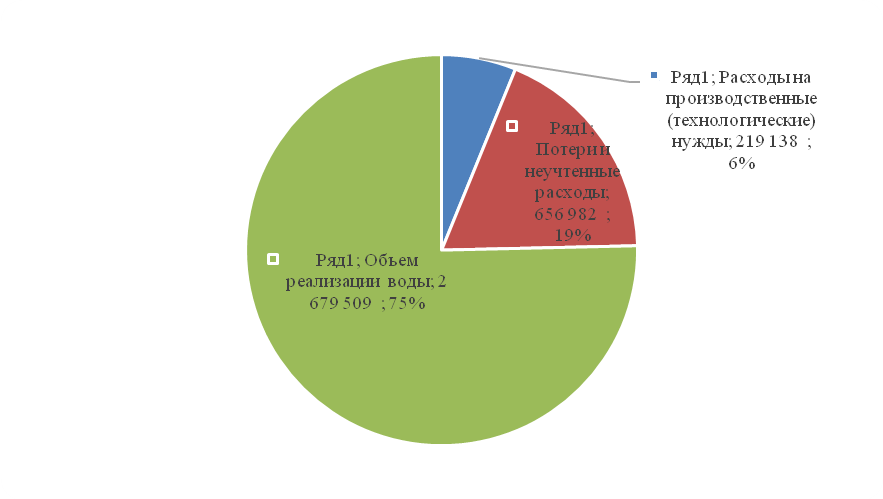 Ряд1; Расходы на
производственные
(технологические)
нужды; 219 138 ;
6%
Ряд1;
Потери и
неучтенные
расходы;
656 982 ;
19%
Ряд1; Объем
реализации воды; 2
679 509 ; 75%